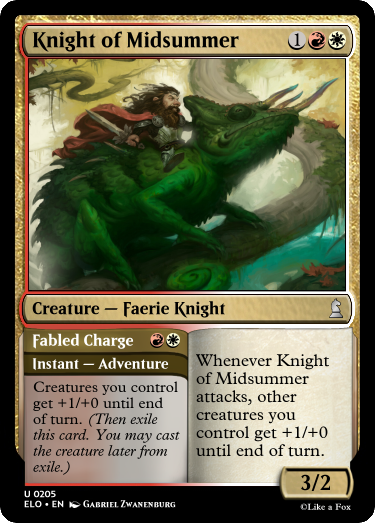 Knight of Midsummer 1
Creature — Faerie Knight
Fabled Charge
Instant — Adventure
Creatures you control
get +1/+0 until end
of turn. (Then exile
this card. You may cast
the creature later from
exile.)
Whenever Knight
of Midsummer
attacks, other
creatures you
control get +1/+0
until end of turn.
3/2
U 0205
ELO • EN Gabriel Zwanenburg
©Like a Fox